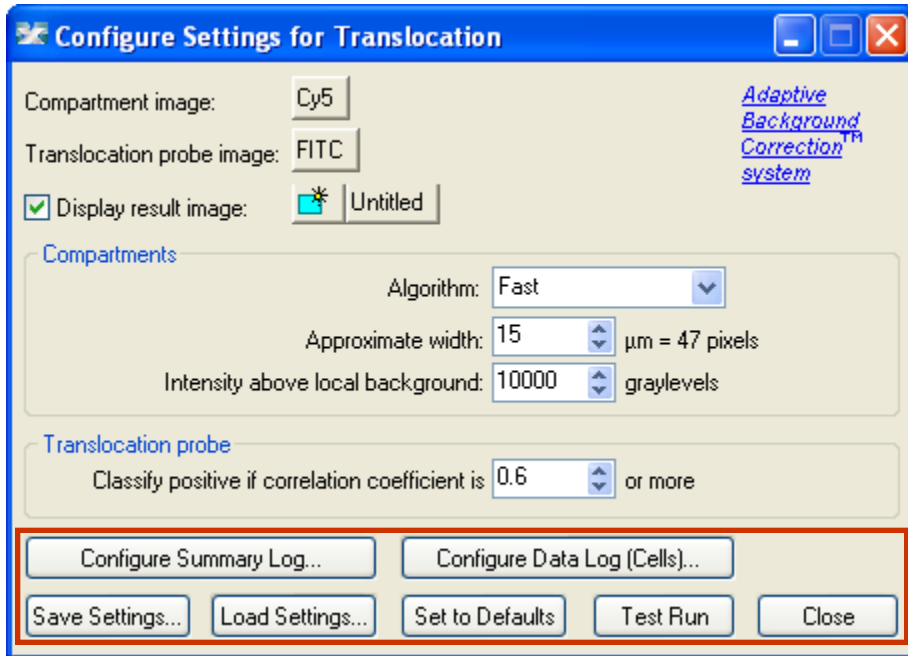 Configure Settings for Translocation
Compartment image: Cy5
Translocation probe image: FITC
Display result image: Untitled
Adaptive
Background
Correction™
system
Compartments
Algorithm: Fast
Approximate width: 15 µm = 47 pixels
Intensity above local background: 10000 graylevels
Translocation probe
Classify positive if correlation coefficient is 0.6 or more
Configure Summary Log... Configure Data Log (Cells)...
Save Settings... Load Settings... Set to Defaults Test Run Close